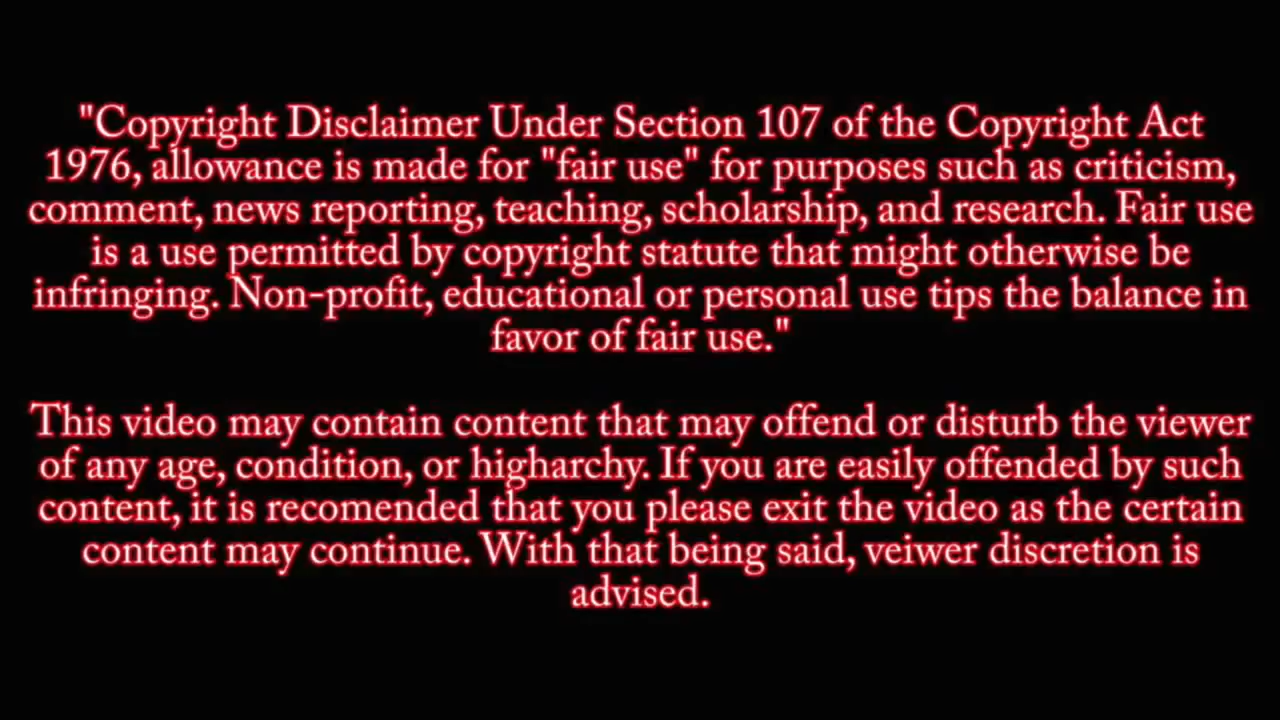 "Copyright Disclaimer Under Section 107 of the Copyright Act
1976, allowance is made for "fair use" for purposes such as criticism,
comment, news reporting, teaching, scholarship, and research. Fair use
is a use permitted by copyright statute that might otherwise be
infringing. Non-profit, educational or personal use tips the balance in
favor of fair use."
This video may contain content that may offend or disturb the viewer
of any age, condition, or higharchy. If you are easily offended by such
content, it is recomended that you please exit the video as the certain
content may continue. With that being said, veiwer discretion is
advised.